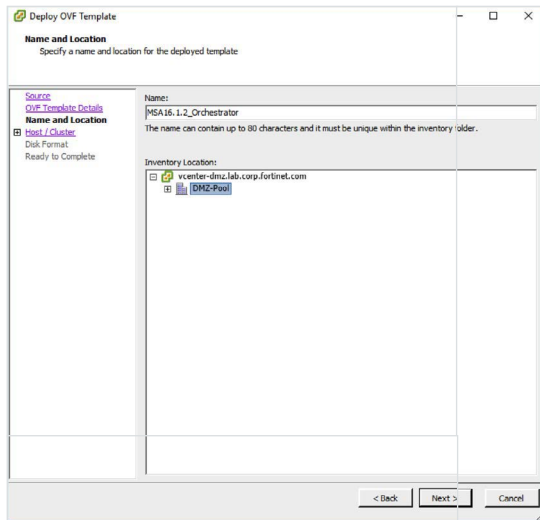 Deploy OVF Template
Name and Location
Specify a name and location for the deployed template
Source
OVF Template Details
Name and Location
Host / Cluster
Disk Format
Ready to Complete
Name:
MSA16.1.2_Orchestrator
The name can contain up to 80 characters and it must be unique within the inventory folder.
Inventory Location:
vcenter-dmz.lab.corp.fortinet.com
DMZ-Pool
< Back
Next >
Cancel